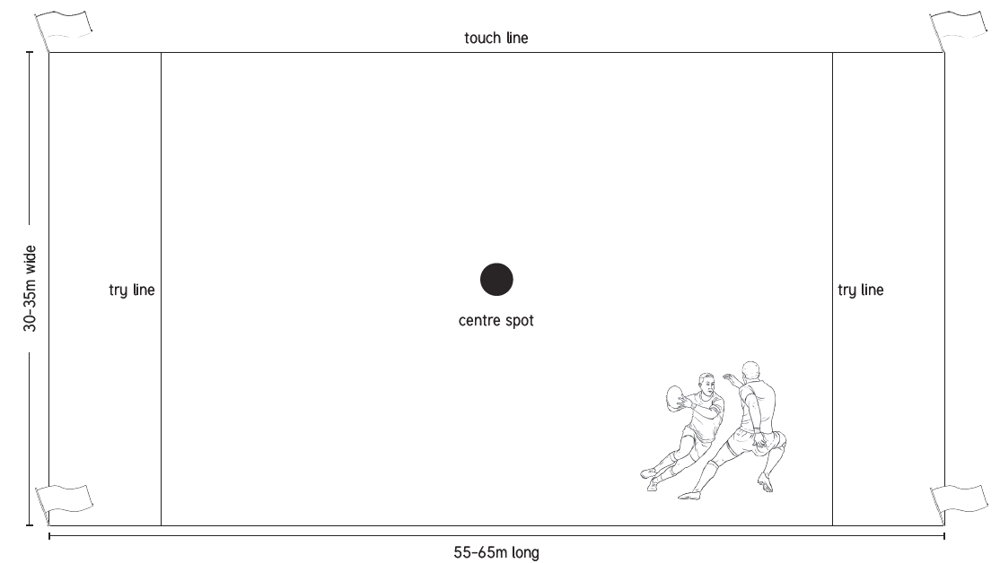 touch line
30-35m wide
try line
try line
centre spot
55-65m long